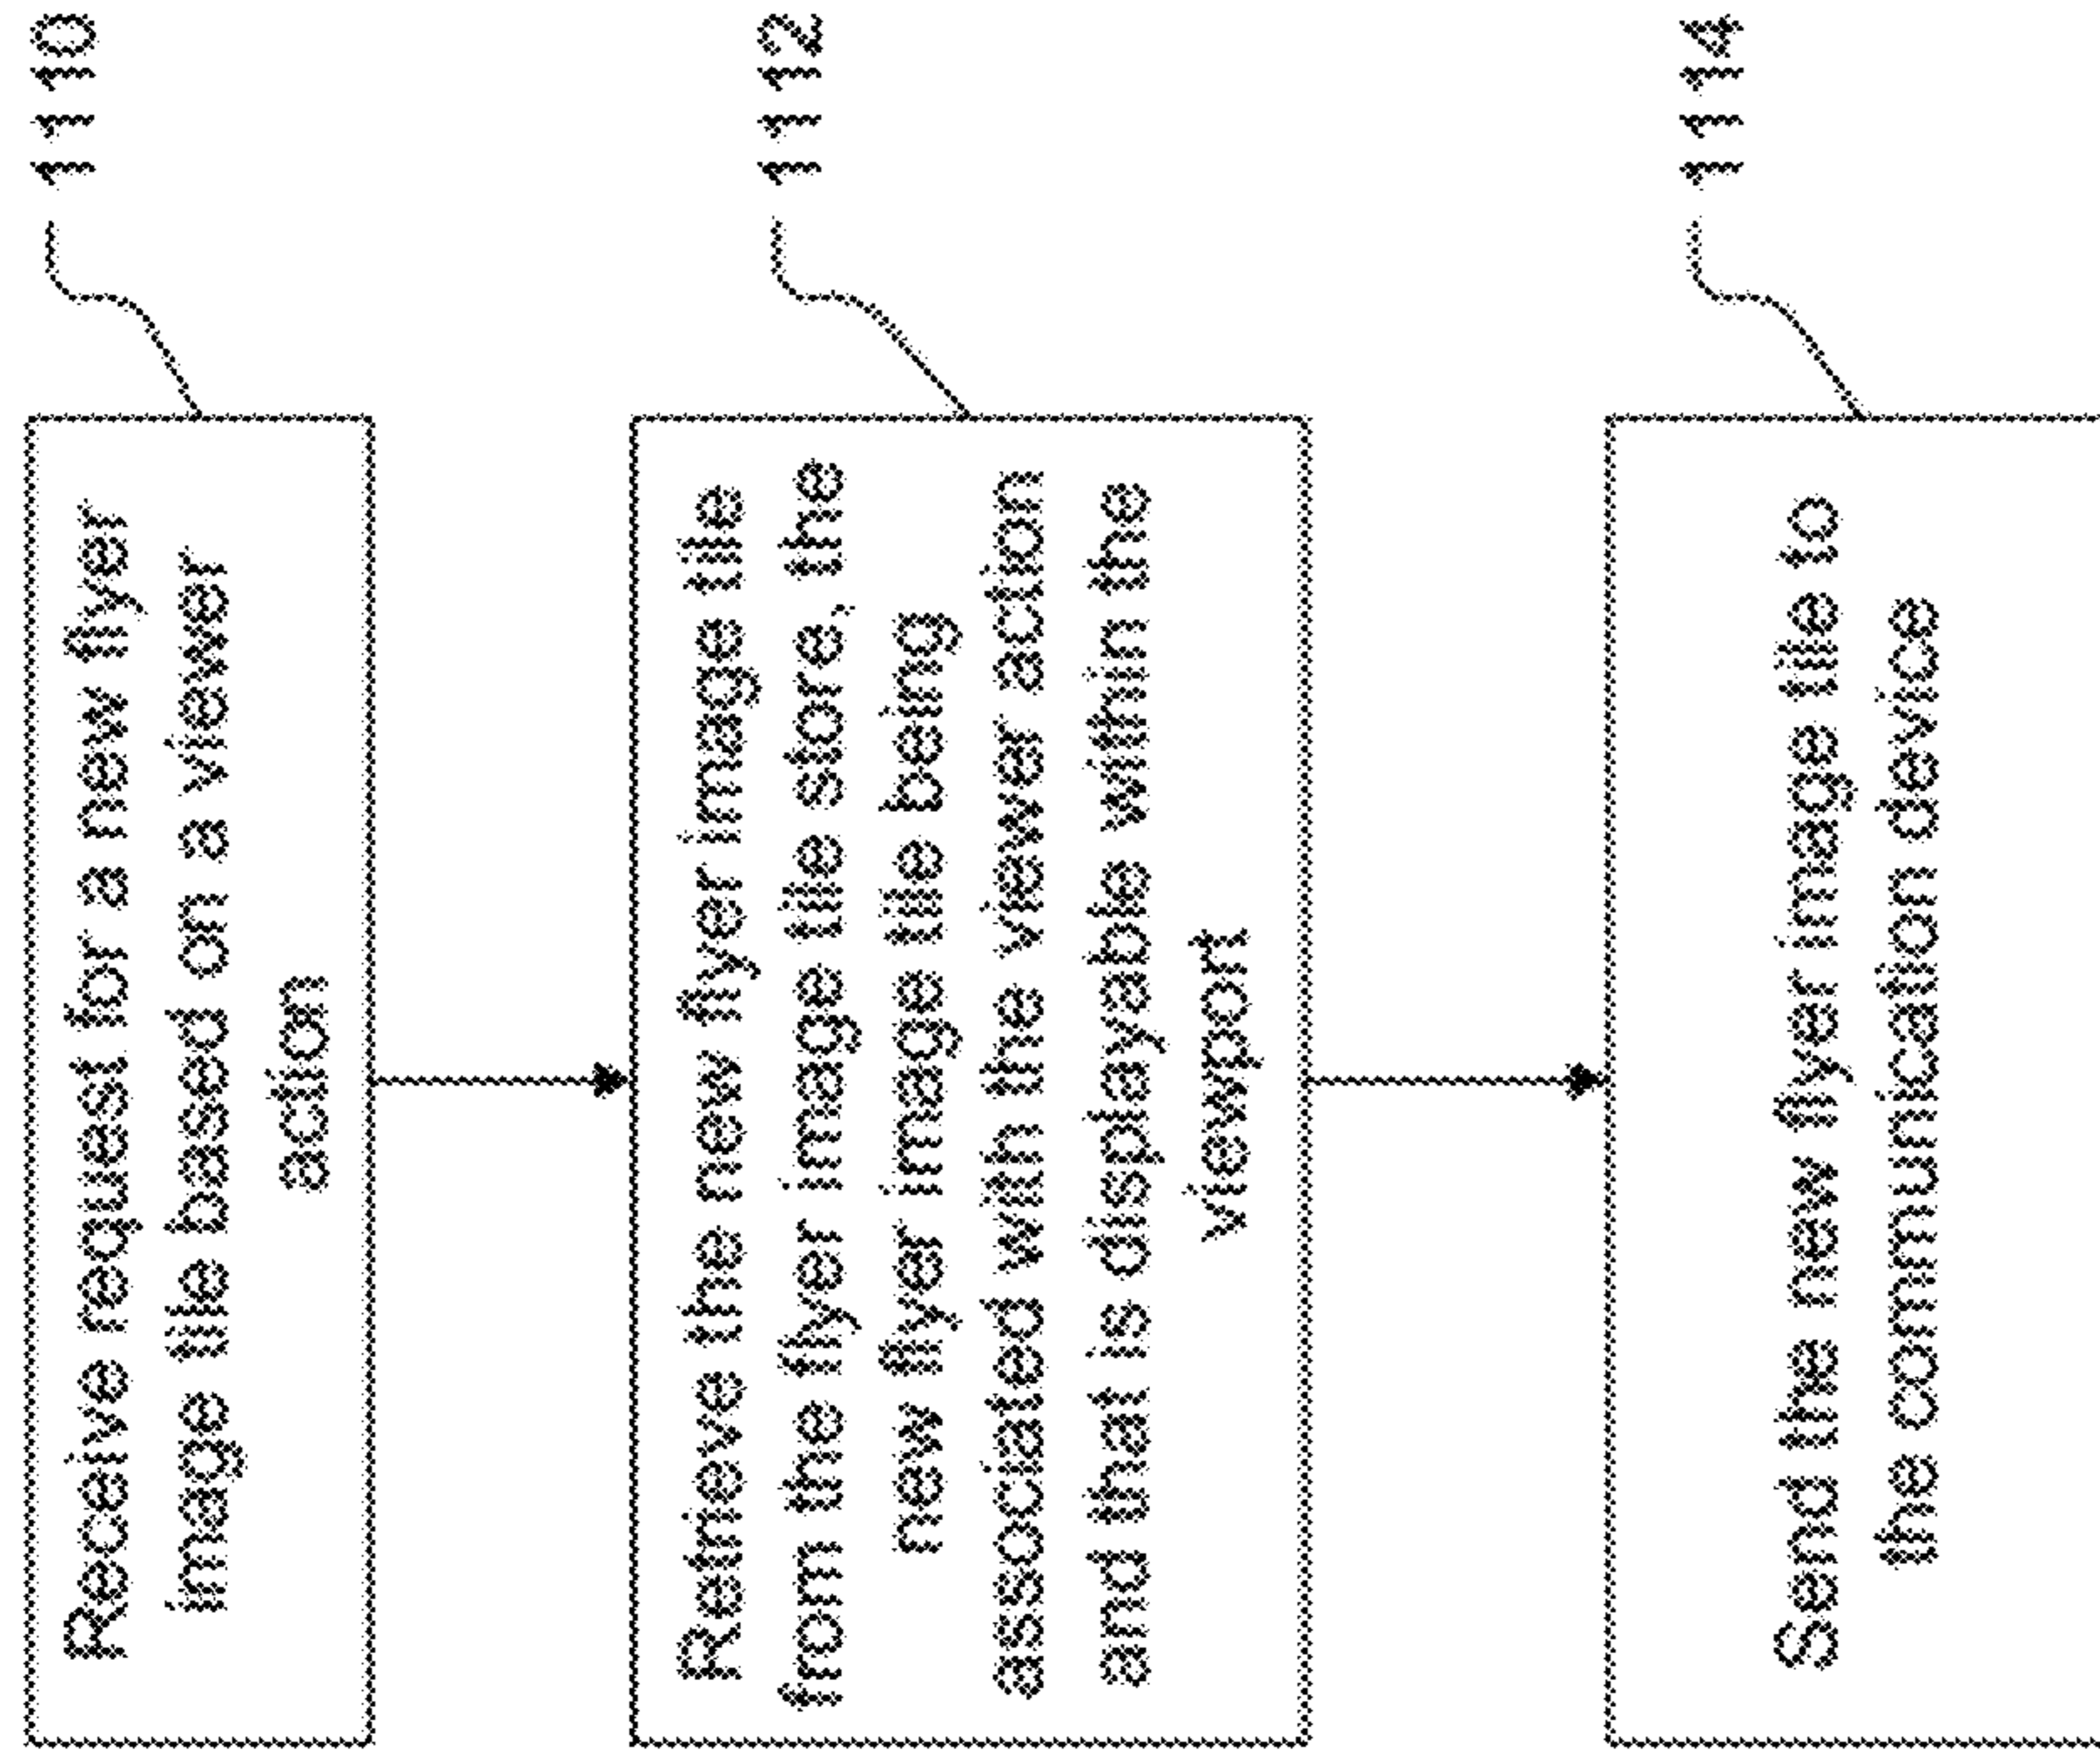 Receive request for a new flyer
image tile based on a viewer
action
1110
Retrieve the new flyer image tile
from the flyer image tile store, the
new flyer image tile being
associated with the viewer action
and that is displayable within the
viewport
1112
Send the new flyer image tile to
the communication device
1114